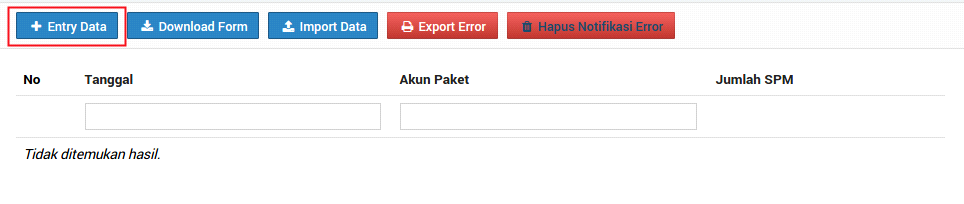 Entry Data Download Form Import Data Export Error Hapus Notifikasi Error
No Tanggal Akun Paket Jumlah SPM
Tidak ditemukan hasil.